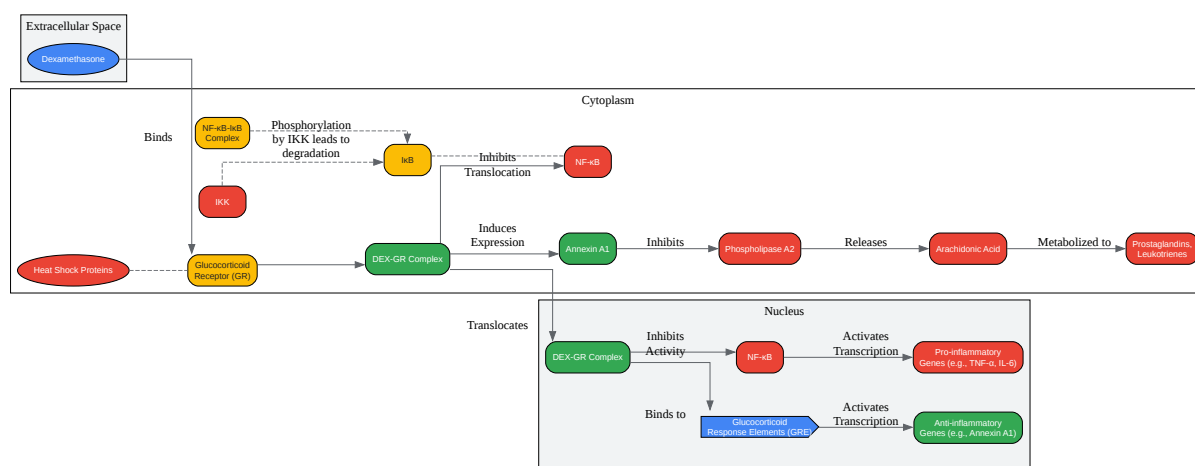 Extracellular Space
Dexamethasone
Cytoplasm
Binds
NF-κB-IκB
Complex
Phosphorylation
by IKK leads to
degradation
IκB
Inhibits
Translocation
NF-κB
IKK
Heat Shock Proteins
Glucocorticoid
Receptor (GR)
DEX-GR Complex
Induces
Expression
Annexin A1
Inhibits
Phospholipase A2
Releases
Arachidonic Acid
Metabolized to
Prostaglandins,
Leukotrienes
Translocates
Nucleus
DEX-GR Complex
Inhibits
Activity
NF-κB
Activates
Transcription
Pro-inflammatory
Genes (e.g., TNF-α, IL-6)
Binds to
Glucocorticoid
Response Elements (GRE)
Activates
Transcription
Anti-inflammatory
Genes (e.g., Annexin A1)